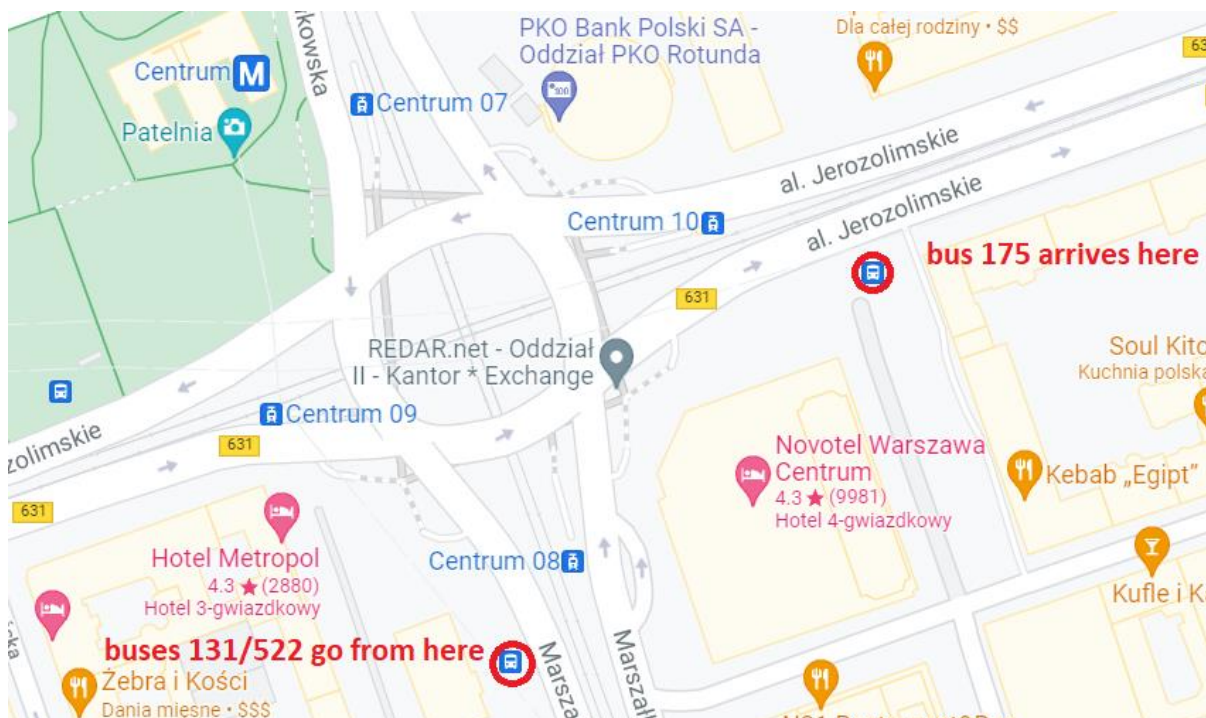 kowska
PKO Bank Polski SA -
Oddział PKO Rotunda
Dla całej rodziny • $$
63
Centrum M
Centrum 07
Patelnia
al. Jerozolimskie
Centrum 10
al. Jerozolimskie
bus 175 arrives here
631
REDAR.net - Oddział
II - Kantor * Exchange
Soul Kitc
Kuchnia polska
Centrum 09
631
zolimskie
Novotel Warszawa
Centrum
4.3 ★ (9981)
Hotel 4-gwiazdkowy
Kebab „Egipt”
631
Hotel Metropol
4.3 ★ (2880)
Hotel 3-gwiazdkowy
Centrum 08
Kufle i K
buses 131/522 go from here
Marsza
Marszał
ska
Żebra i Kości
Dania mięsne • $$$